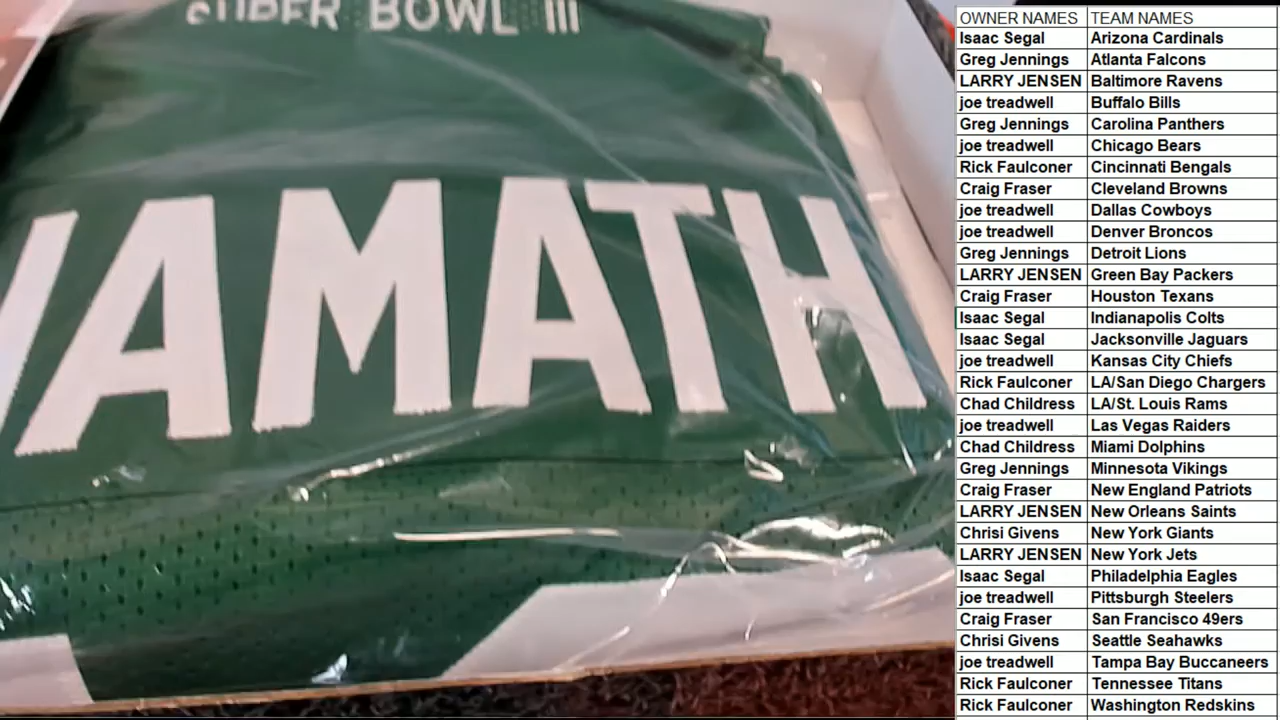 BOWL III
AMATH
OWNER NAMES TEAM NAMES
Isaac Segal Arizona Cardinals
Greg Jennings Atlanta Falcons
LARRY JENSEN Baltimore Ravens
joe treadwell Buffalo Bills
Greg Jennings Carolina Panthers
joe treadwell Chicago Bears
Rick Faulconer Cincinnati Bengals
Craig Fraser Cleveland Browns
joe treadwell Dallas Cowboys
joe treadwell Denver Broncos
Greg Jennings Detroit Lions
LARRY JENSEN Green Bay Packers
Craig Fraser Houston Texans
Isaac Segal Indianapolis Colts
Isaac Segal Jacksonville Jaguars
joe treadwell Kansas City Chiefs
Rick Faulconer LA/San Diego Chargers
Chad Childress LA/St. Louis Rams
joe treadwell Las Vegas Raiders
Chad Childress Miami Dolphins
Greg Jennings Minnesota Vikings
Craig Fraser New England Patriots
LARRY JENSEN New Orleans Saints
Chrisi Givens New York Giants
LARRY JENSEN New York Jets
Isaac Segal Philadelphia Eagles
joe treadwell Pittsburgh Steelers
Craig Fraser San Francisco 49ers
Chrisi Givens Seattle Seahawks
joe treadwell Tampa Bay Buccaneers
Rick Faulconer Tennessee Titans
Rick Faulconer Washington Redskins